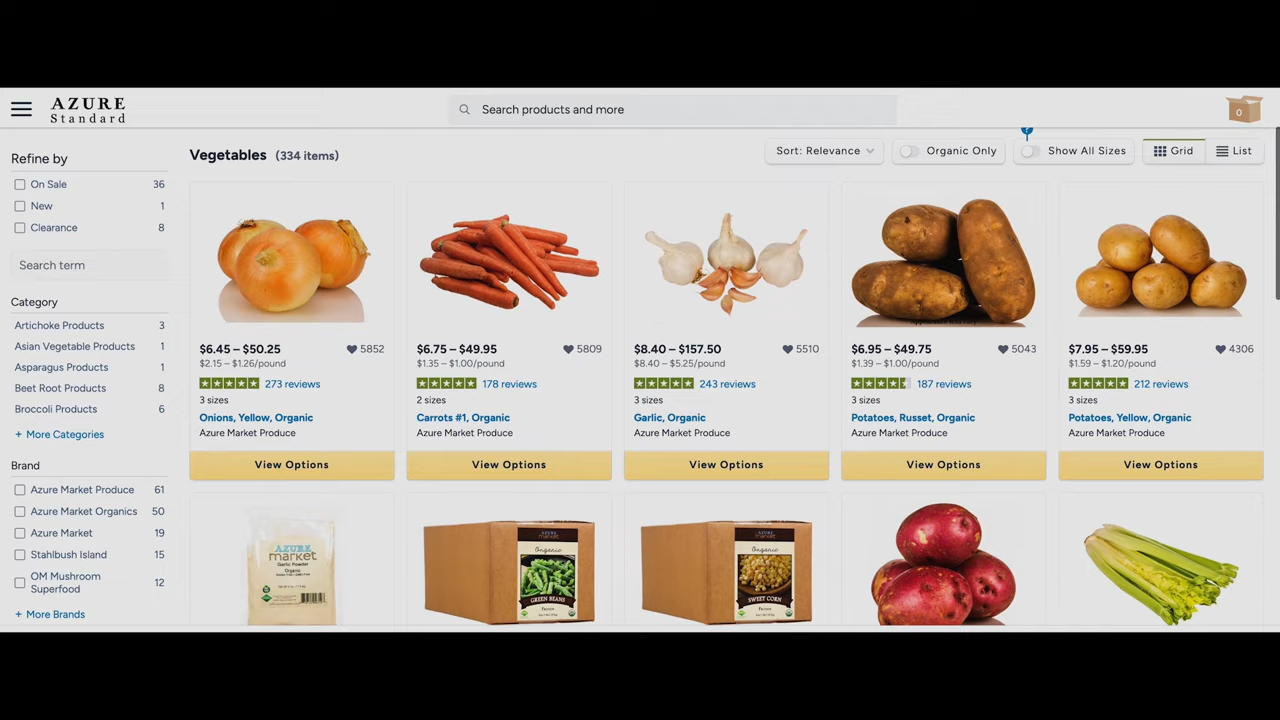 AZURE
Standard
Search products and more
0
Refine by
On Sale 36
New 1
Clearance 8
Search term
Category
Artichoke Products 3
Asian Vegetable Products 1
Asparagus Products 1
Beet Root Products 8
Broccoli Products 6
+ More Categories
Brand
Azure Market Produce 61
Azure Market Organics 50
Azure Market 19
Stahlbush Island 15
OM Mushroom
Superfood 12
+ More Brands
Vegetables (334 items)
Sort: Relevance
Organic Only
?
Show All Sizes
Grid
List
$6.45 – $50.25 5852
$2.15 – $1.26/pound
273 reviews
3 sizes
Onions, Yellow, Organic
Azure Market Produce
View Options
$6.75 – $49.95 5809
$1.35 – $1.00/pound
178 reviews
2 sizes
Carrots #1, Organic
Azure Market Produce
View Options
$8.40 – $157.50 5510
$8.40 – $5.25/pound
243 reviews
3 sizes
Garlic, Organic
Azure Market Produce
View Options
$6.95 – $49.75 5043
$1.39 – $1.00/pound
187 reviews
3 sizes
Potatoes, Russet, Organic
Azure Market Produce
View Options
$7.95 – $59.95 4306
$1.59 – $1.20/pound
212 reviews
3 sizes
Potatoes, Yellow, Organic
Azure Market Produce
View Options
AZURE
market
Garlic Powder
Organic
AZURE
market
Organic
GREEN BEANS
Frozen
AZURE
market
Organic
SWEET CORN
Frozen